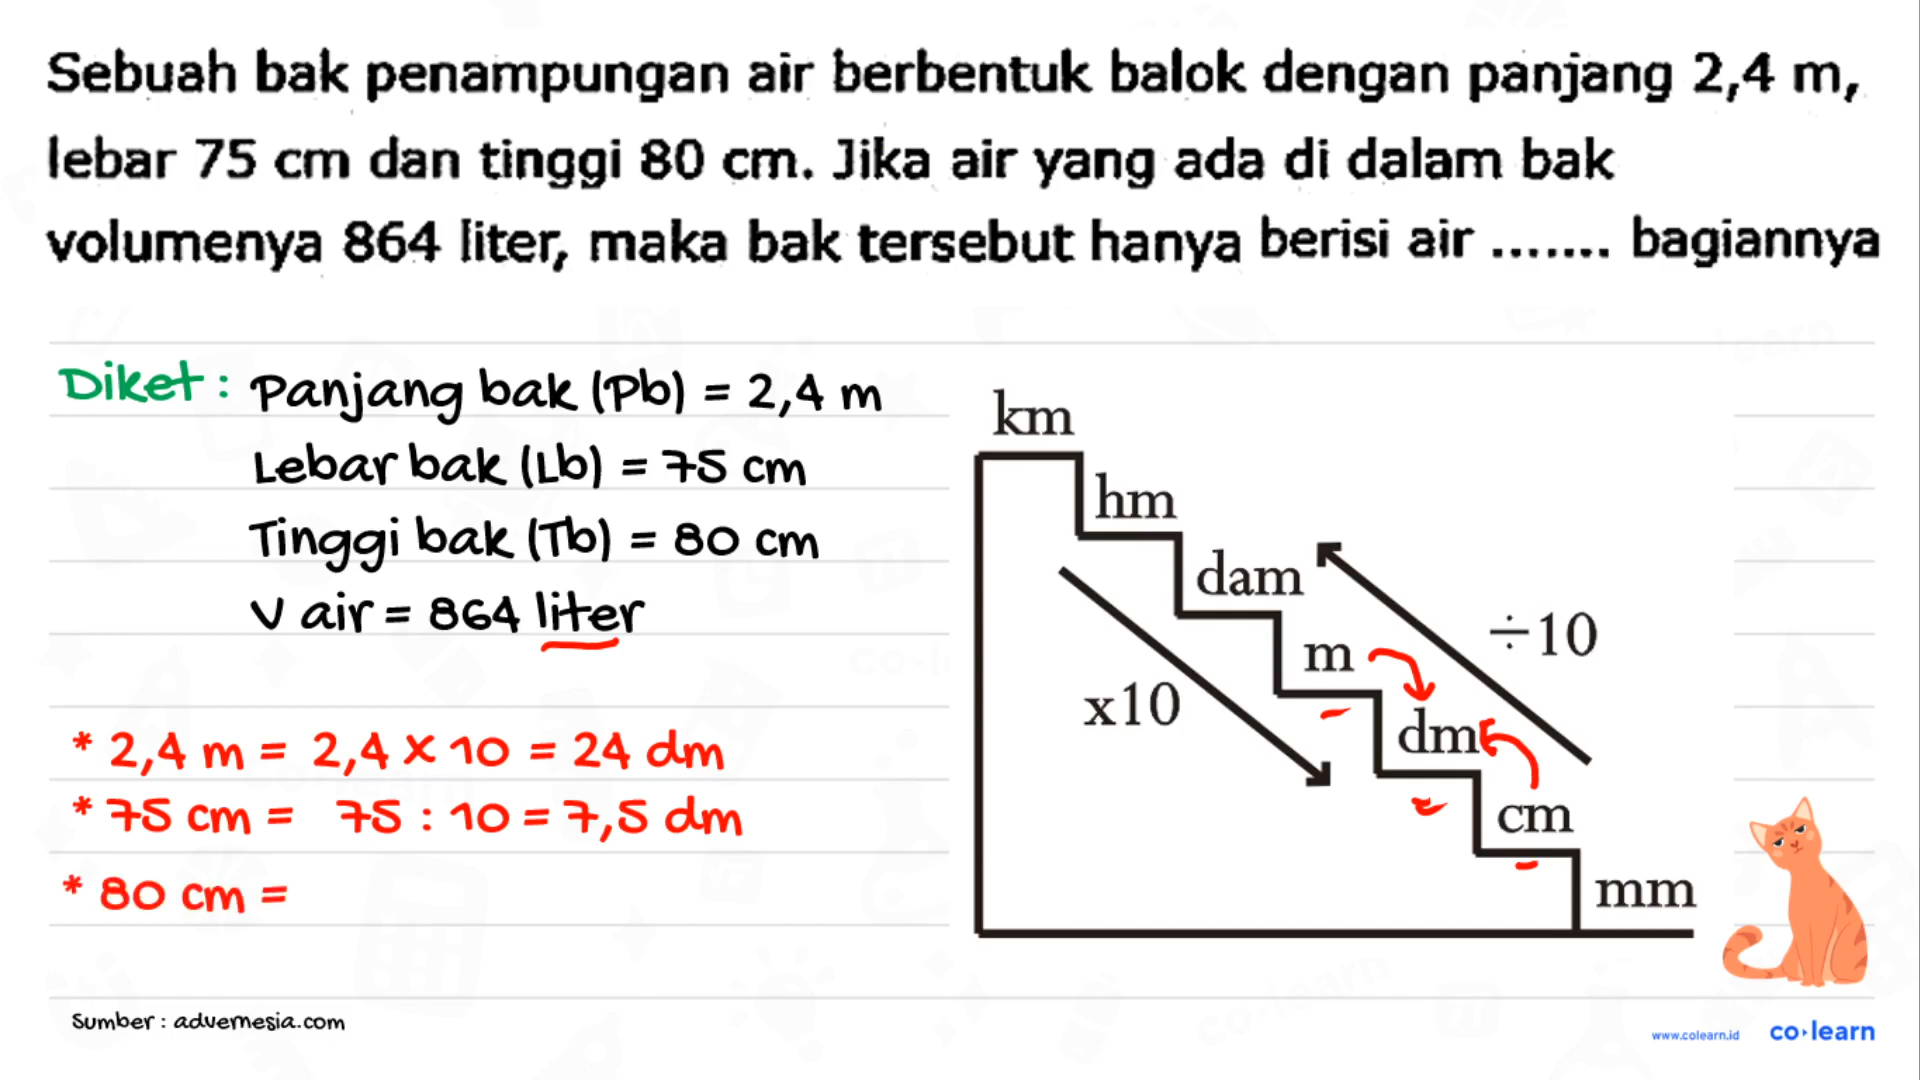 Sebuah bak penampungan air berbentuk balok dengan panjang 2,4 m,
lebar 75 cm dan tinggi 80 cm. Jika air yang ada di dalam bak
volumenya 864 liter, maka bak tersebut hanya berisi air ....... bagiannya
Diket : Panjang bak (Pb) = 2,4 m
Lebar bak (Lb) = 75 cm
Tinggi bak (Tb) = 80 cm
V air = 864 liter
* 2,4 m = 2,4 x 10 = 24 dm
* 75 cm = 75 : 10 = 7,5 dm
* 80 cm =
km
hm
dam
m
dm
cm
mm
x10
÷10
Sumber : advernesia.com
www.colearn.id
co·learn